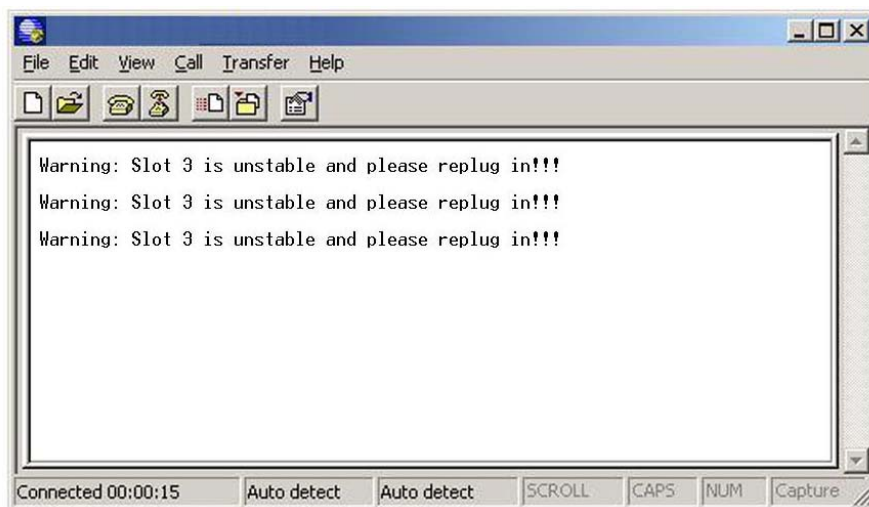 File Edit View Call Transfer Help
Warning: Slot 3 is unstable and please replug in!!!
Warning: Slot 3 is unstable and please replug in!!!
Warning: Slot 3 is unstable and please replug in!!!
Connected 00:00:15 Auto detect Auto detect SCROLL CAPS NUM Capture